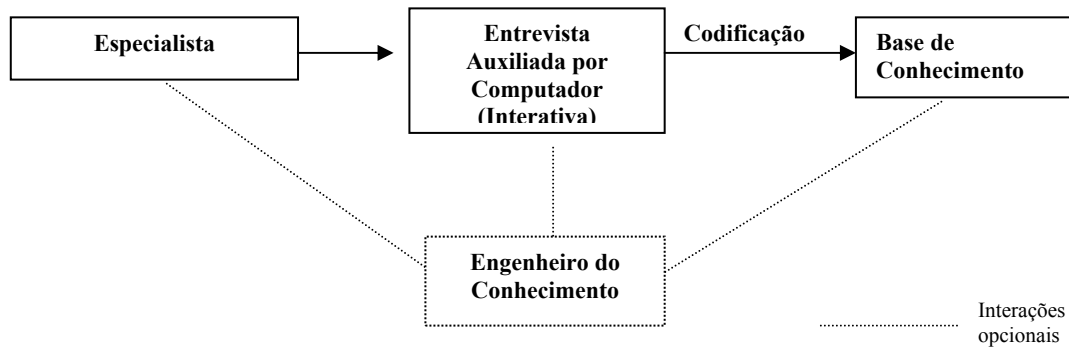 Especialista
Entrevista
Auxiliada por
Computador
(Interativa)
Codificação
Base de
Conhecimento
Engenheiro do
Conhecimento
Interações
opcionais